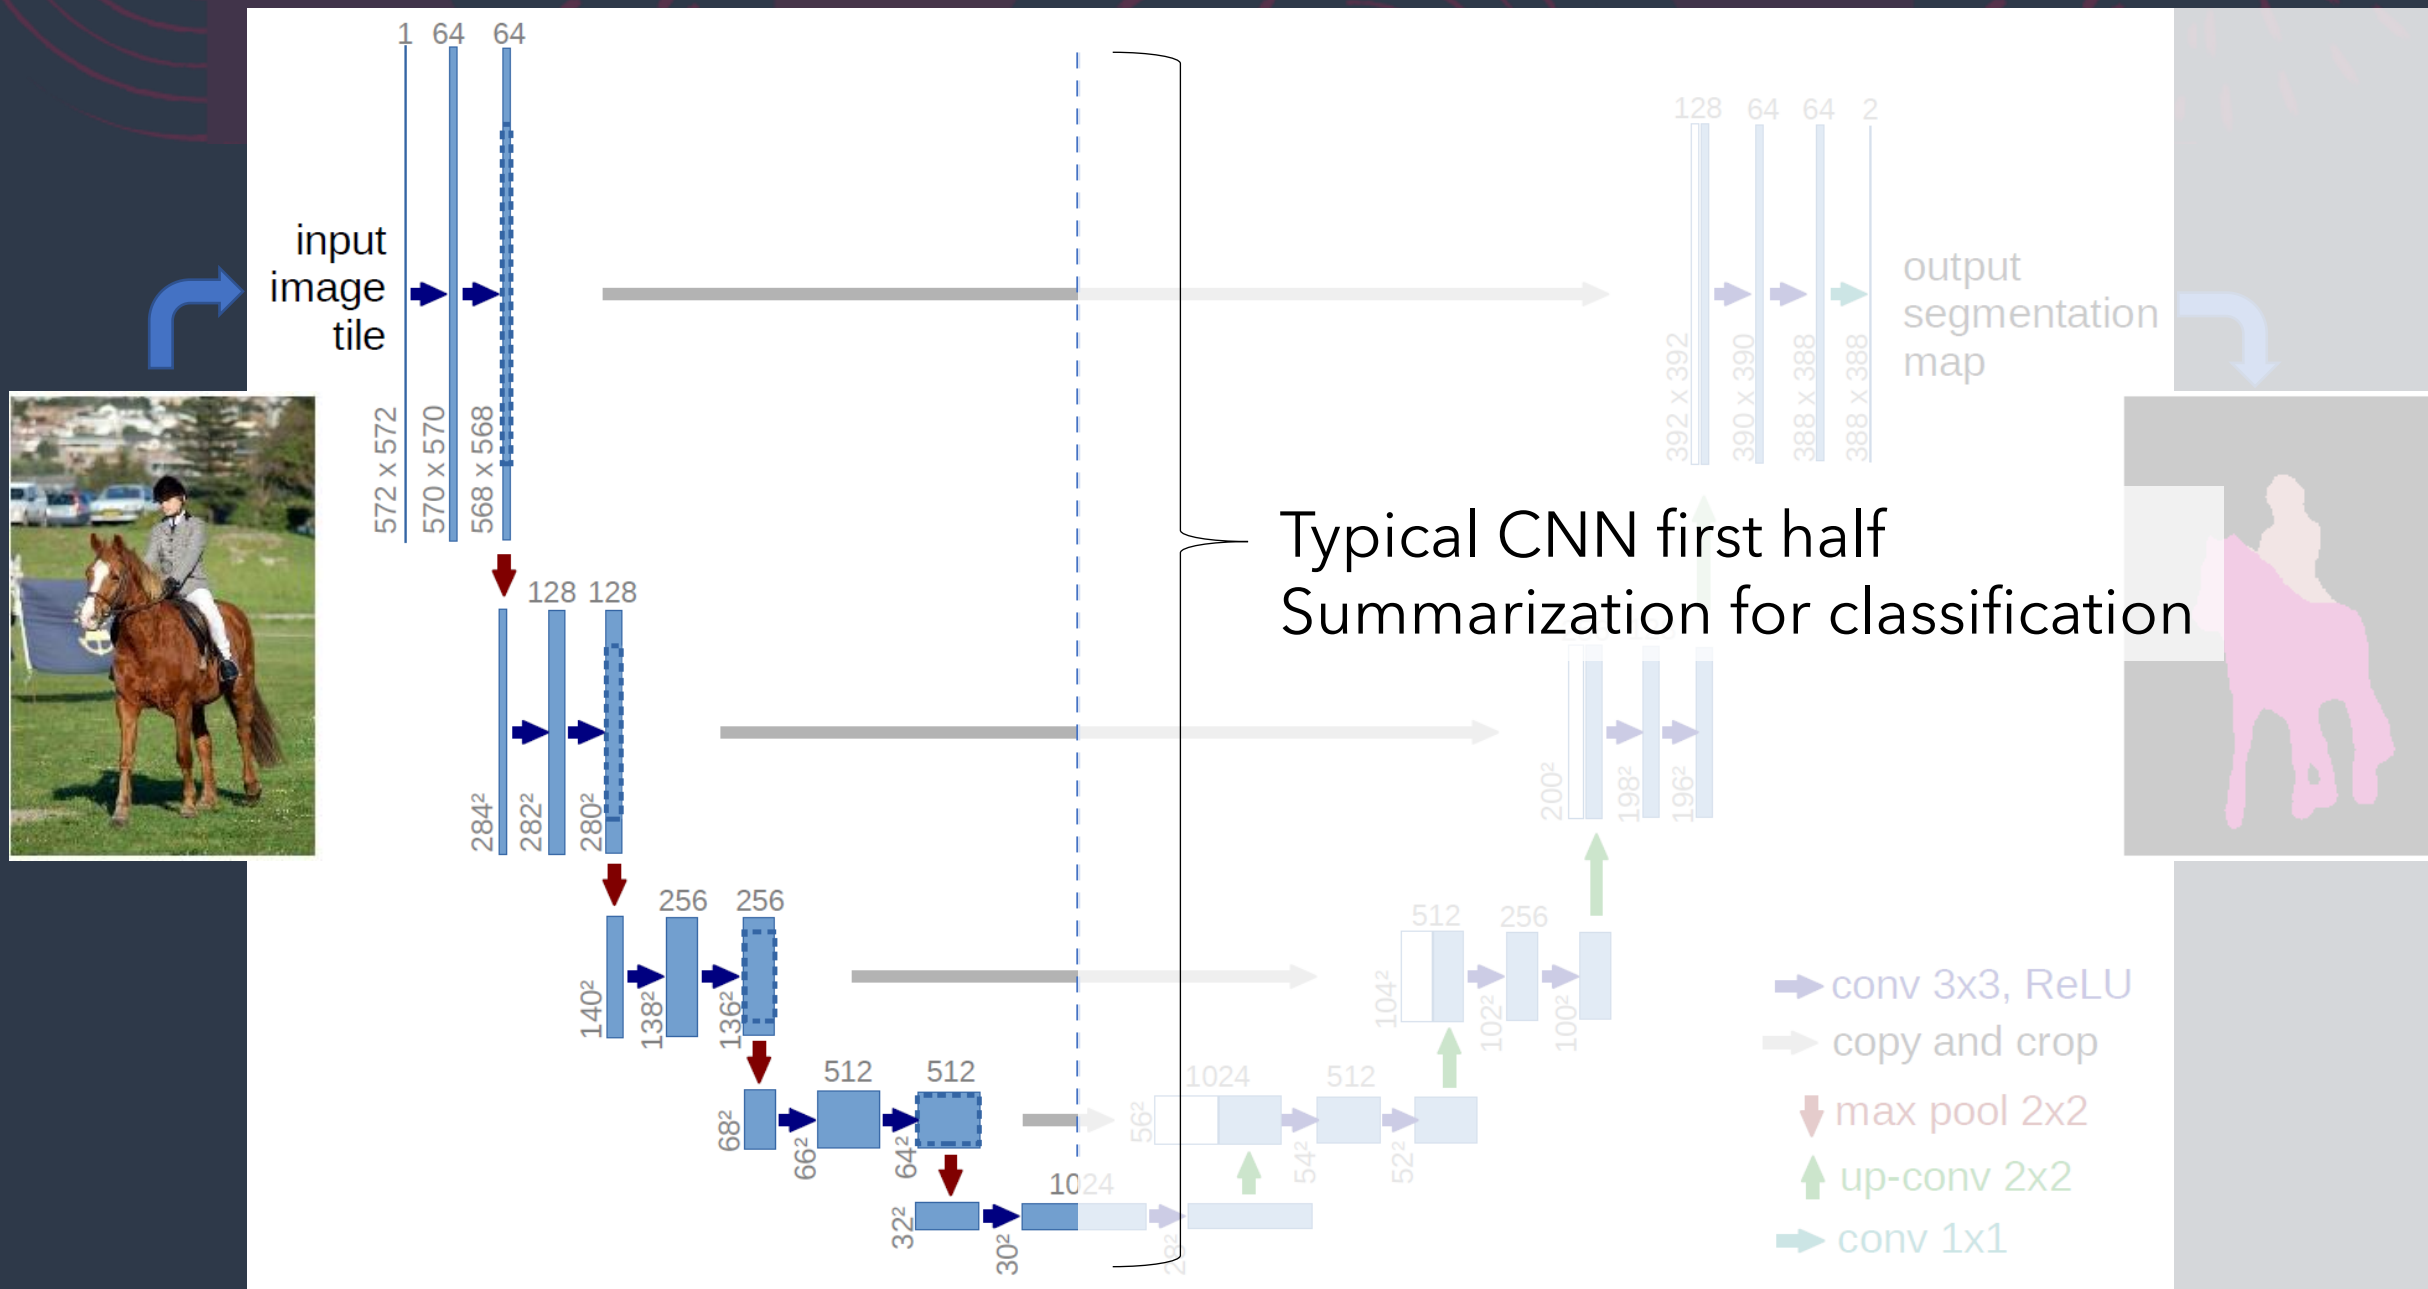 1 64 64
128 64 64 2
input
image
tile
572 x 572
570 x 570
568 x 568
392 x 392
390 x 390
388 x 388
388 x 388
output
segmentation
map
Typical CNN first half
Summarization for classification
128 128
284²
282²
280²
200²
198²
196²
256 256
512 256
140²
138²
136²
104²
102²
100²
512 512
1024 512
68²
66²
64²
56²
54²
52²
1024
32²
30²
28²
conv 3x3, ReLU
copy and crop
max pool 2x2
up-conv 2x2
conv 1x1